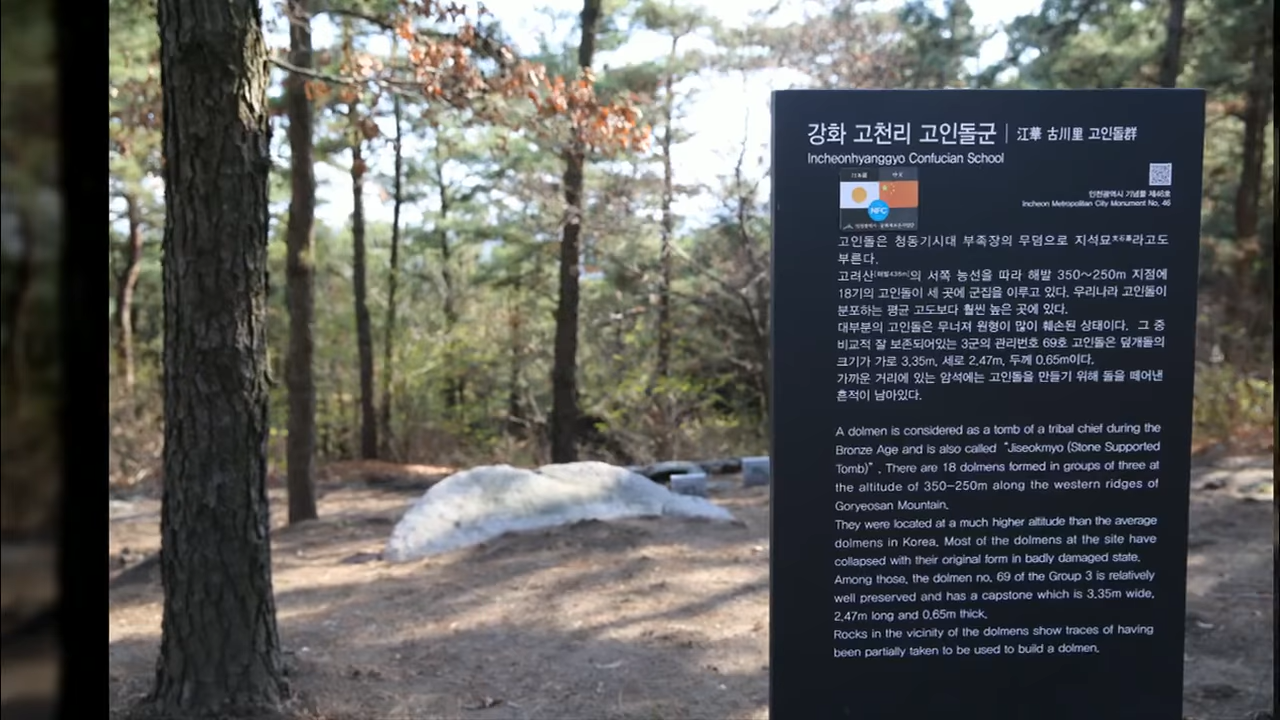 강화 고천리 고인돌군 | 江華 古川里 고인돌群
Incheonhyanggyo Confucian School
NFC
인천광역시 기념물 제46호
Incheon Metropolitan City Monument No. 46
고인돌은 청동기시대 부족장의 무덤으로 지석묘支石墓라고도
부른다.
고려산(해발436m)의 서쪽 능선을 따라 해발 350~250m 지점에
18기의 고인돌이 세 곳에 군집을 이루고 있다. 우리나라 고인돌이
분포하는 평균 고도보다 훨씬 높은 곳에 있다.
대부분의 고인돌은 무너져 원형이 많이 훼손된 상태이다. 그 중
비교적 잘 보존되어있는 3군의 관리번호 69호 고인돌은 덮개돌의
크기가 가로 3.35m, 세로 2.47m, 두께 0.65m이다.
가까운 거리에 있는 암석에는 고인돌을 만들기 위해 돌을 떼어낸
흔적이 남아있다.
A dolmen is considered as a tomb of a tribal chief during the
Bronze Age and is also called “Jiseokmyo (Stone Supported
Tomb)”. There are 18 dolmens formed in groups of three at
the altitude of 350-250m along the western ridges of
Goryeosan Mountain.
They were located at a much higher altitude than the average
dolmens in Korea. Most of the dolmens at the site have
collapsed with their original form in badly damaged state.
Among those, the dolmen no. 69 of the Group 3 is relatively
well preserved and has a capstone which is 3.35m wide,
2.47m long and 0.65m thick.
Rocks in the vicinity of the dolmens show traces of having
been partially taken to be used to build a dolmen.